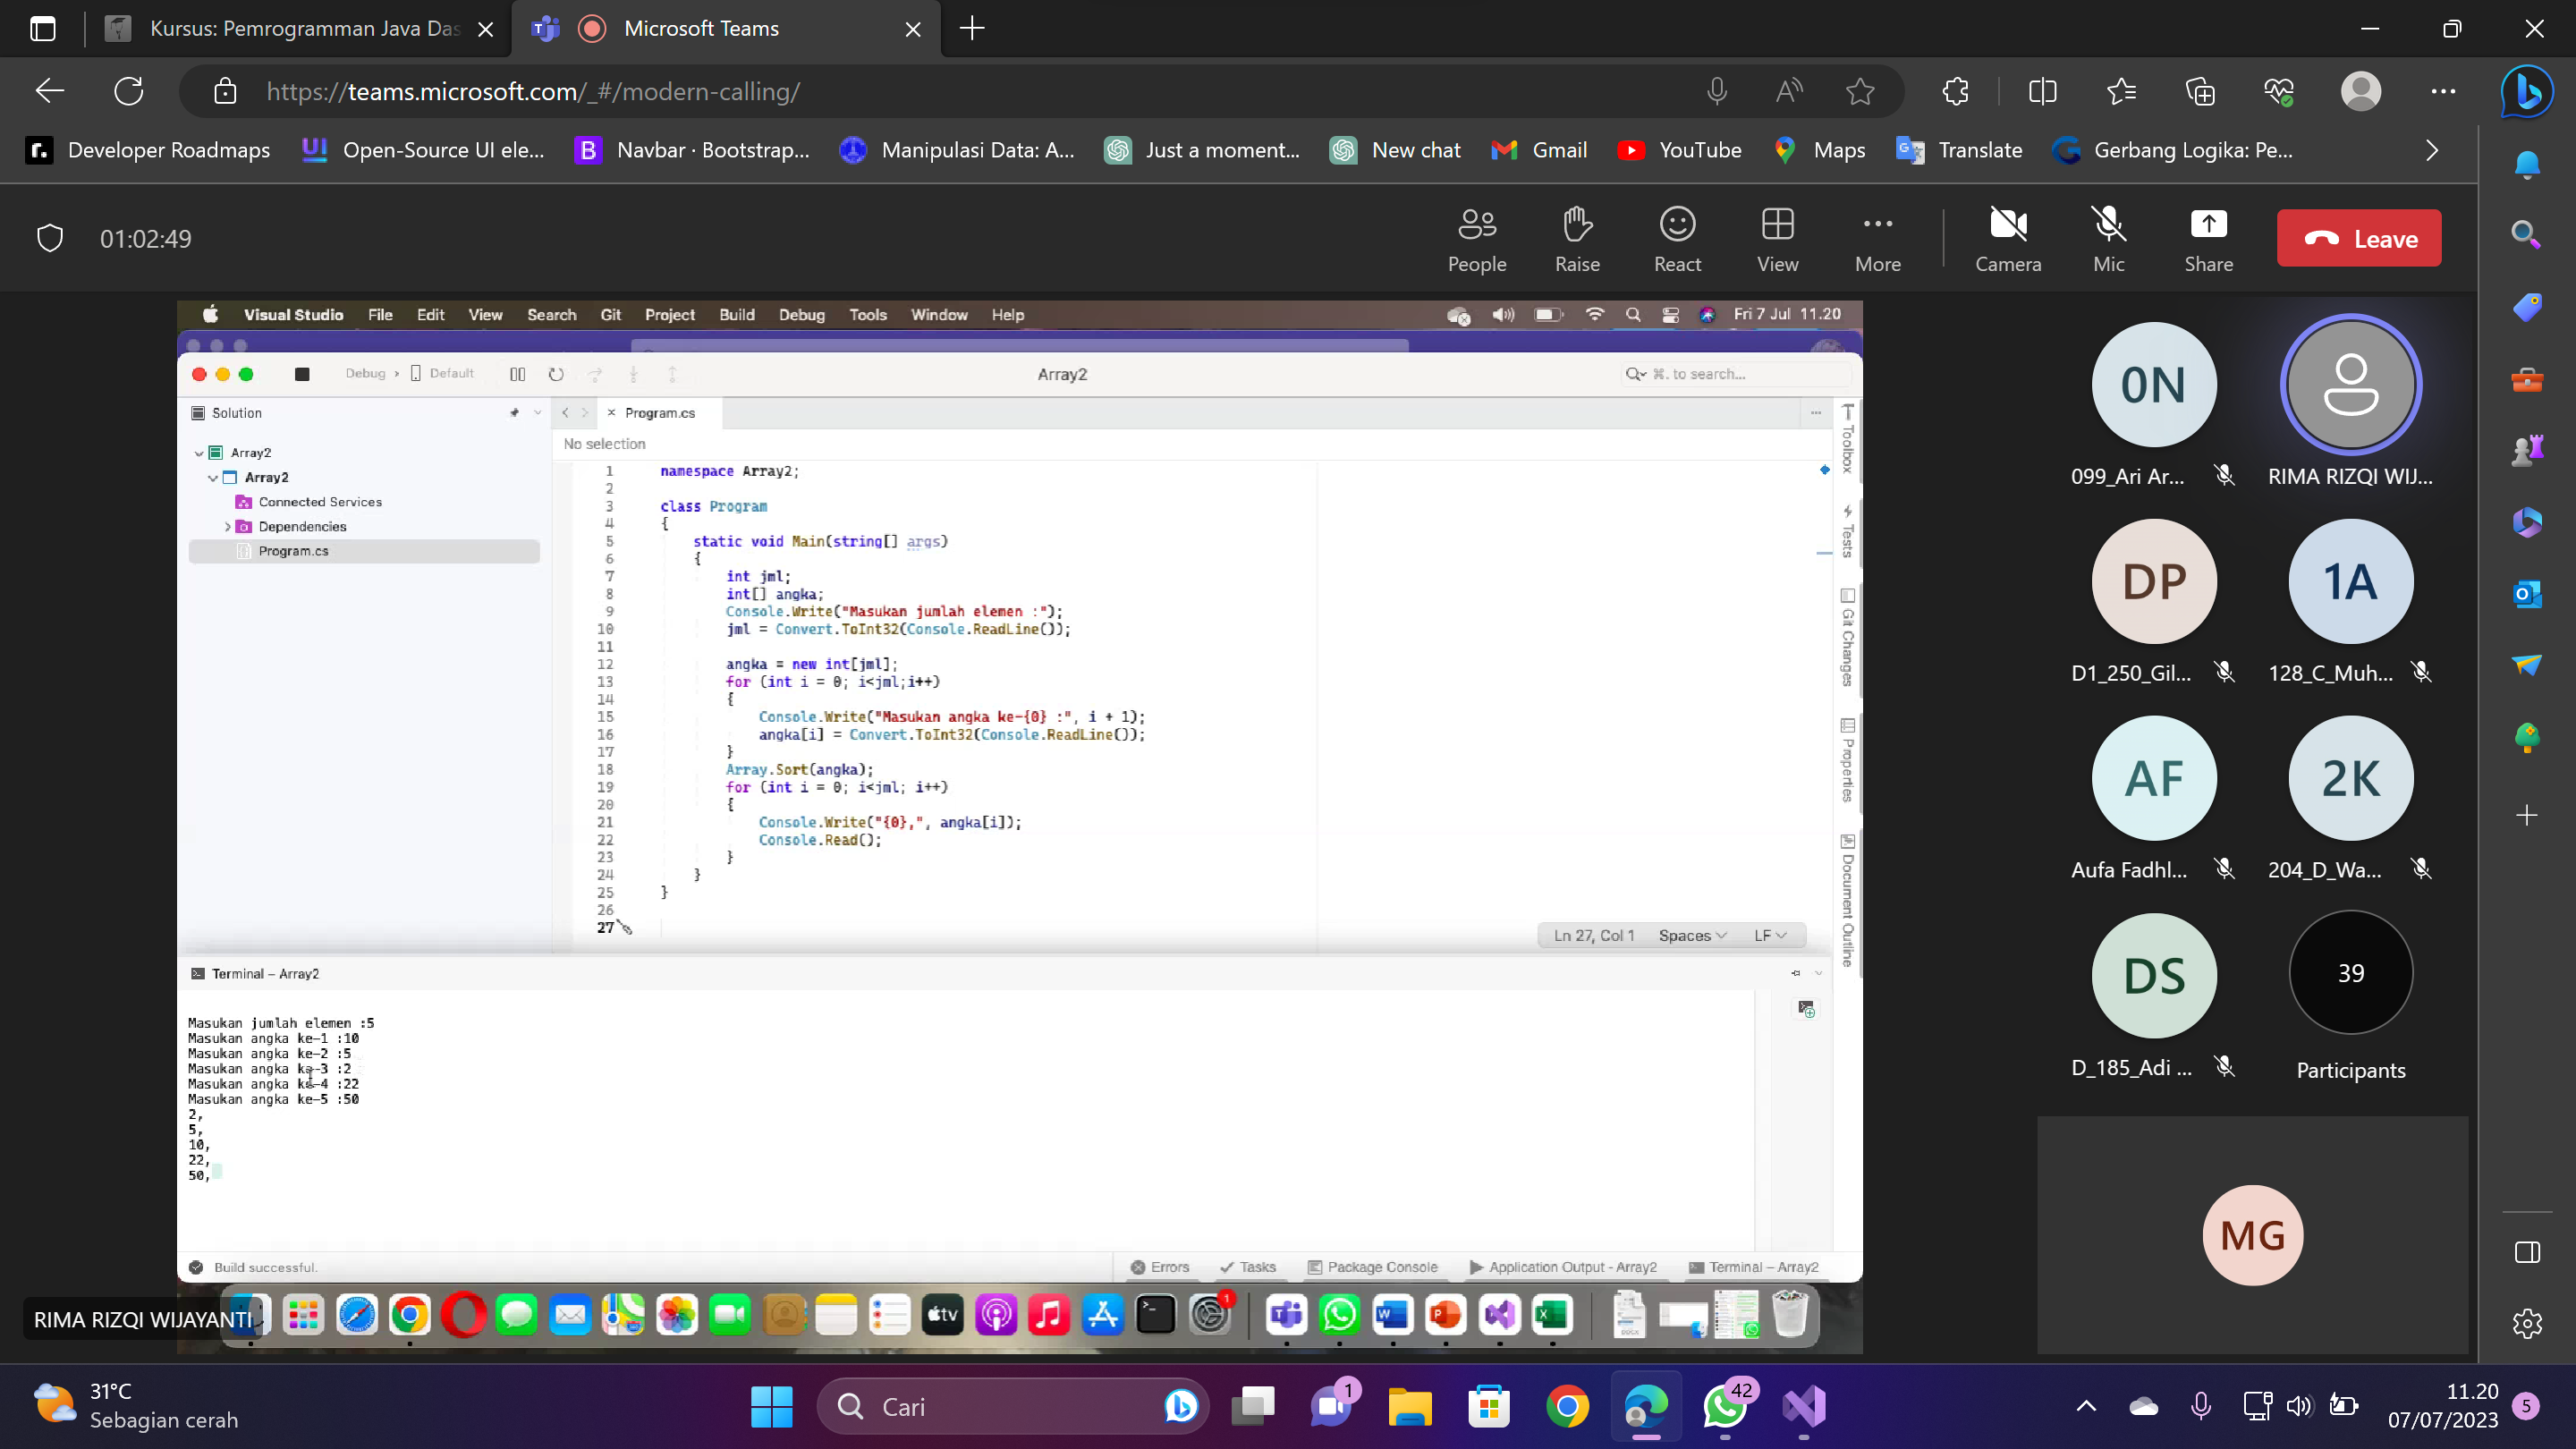 Kursus: Pemrogramman Java Das
Microsoft Teams
https://teams.microsoft.com/_#/modern-calling/
Developer Roadmaps
Open-Source UI ele...
Navbar · Bootstrap...
Manipulasi Data: A...
Just a moment...
New chat
Gmail
YouTube
Maps
Translate
Gerbang Logika: Pe...
01:02:49
People
Raise
React
View
More
Camera
Mic
Share
Leave
Visual Studio File Edit View Search Git Project Build Debug Tools Window Help
Fri 7 Jul 11.20
Debug › Default
Array2
⌘. to search...
Solution
Array2
Array2
Connected Services
Dependencies
Program.cs
Program.cs
No selection
1 namespace Array2;
2
3 class Program
4 {
5 static void Main(string[] args)
6 {
7 int jml;
8 int[] angka;
9 Console.Write("Masukan jumlah elemen :");
10 jml = Convert.ToInt32(Console.ReadLine());
11
12 angka = new int[jml];
13 for (int i = 0; i<jml;i++)
14 {
15 Console.Write("Masukan angka ke-{0} :", i + 1);
16 angka[i] = Convert.ToInt32(Console.ReadLine());
17 }
18 Array.Sort(angka);
19 for (int i = 0; i<jml; i++)
20 {
21 Console.Write("{0},", angka[i]);
22 Console.Read();
23 }
24 }
25 }
26
27
Ln 27, Col 1 Spaces LF
Toolbox
Tests
Git Changes
Properties
Document Outline
Terminal – Array2
Masukan jumlah elemen :5
Masukan angka ke-1 :10
Masukan angka ke-2 :5
Masukan angka ke-3 :2
Masukan angka ke-4 :22
Masukan angka ke-5 :50
2,
5,
10,
22,
50,
Build successful.
Errors
Tasks
Package Console
Application Output - Array2
Terminal – Array2
RIMA RIZQI WIJAYANTI
tv
1
DOCX
0N
099_Ari Ar...
RIMA RIZQI WIJ...
DP
D1_250_Gil...
1A
128_C_Muh...
AF
Aufa Fadhl...
2K
204_D_Wa...
DS
D_185_Adi ...
39
Participants
MG
31°C
Sebagian cerah
Cari
1
42
11.20
07/07/2023
5